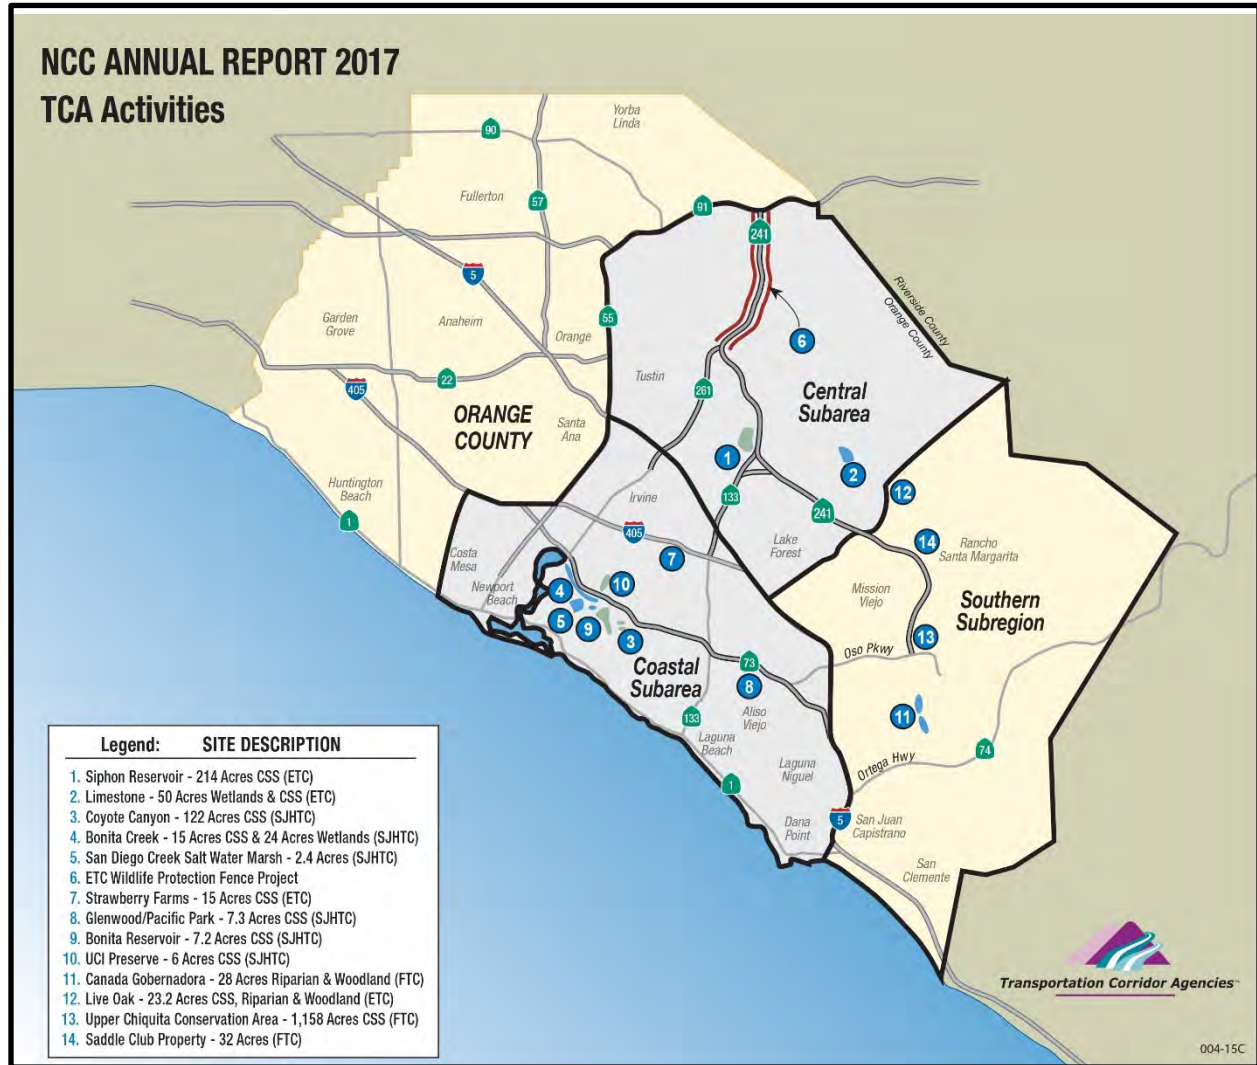 NCC ANNUAL REPORT 2017
TCA Activities
Yorba
Linda
90
Fullerton
57
91
241
5
Riverside County
Orange County
Garden
Grove
Anaheim
Orange
55
6
Tustin
22
405
261
Central
Subarea
ORANGE
COUNTY
Santa
Ana
1
2
Huntington
Beach
1
Irvine
133
12
241
405
14
Rancho
Santa Margarita
Lake
Forest
Costa
Mesa
7
Newport
Beach
4
10
Mission
Viejo
Southern
Subregion
5
9
3
13
Oso Pkwy
Coastal
Subarea
73
8
Aliso
Viejo
11
133
Laguna
Beach
74
Ortega Hwy
Laguna
Niguel
1
Dana
Point
5
San Juan
Capistrano
San
Clemente
Legend: SITE DESCRIPTION
1. Siphon Reservoir - 214 Acres CSS (ETC)
2. Limestone - 50 Acres Wetlands & CSS (ETC)
3. Coyote Canyon - 122 Acres CSS (SJHTC)
4. Bonita Creek - 15 Acres CSS & 24 Acres Wetlands (SJHTC)
5. San Diego Creek Salt Water Marsh - 2.4 Acres (SJHTC)
6. ETC Wildlife Protection Fence Project
7. Strawberry Farms - 15 Acres CSS (ETC)
8. Glenwood/Pacific Park - 7.3 Acres CSS (SJHTC)
9. Bonita Reservoir - 7.2 Acres CSS (SJHTC)
10. UCI Preserve - 6 Acres CSS (SJHTC)
11. Canada Gobernadora - 28 Acres Riparian & Woodland (FTC)
12. Live Oak - 23.2 Acres CSS, Riparian & Woodland (ETC)
13. Upper Chiquita Conservation Area - 1,158 Acres CSS (FTC)
14. Saddle Club Property - 32 Acres (FTC)
Transportation Corridor Agencies™
004-15C